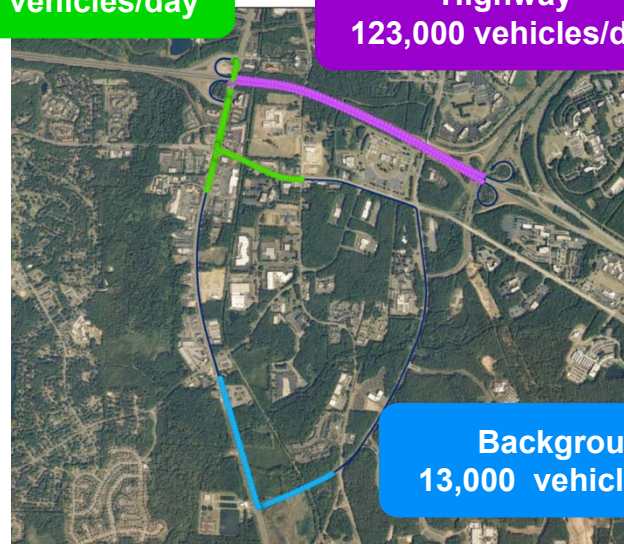 vehicles/day
Highway
123,000 vehicles/d
Backgrou
13,000 vehicl